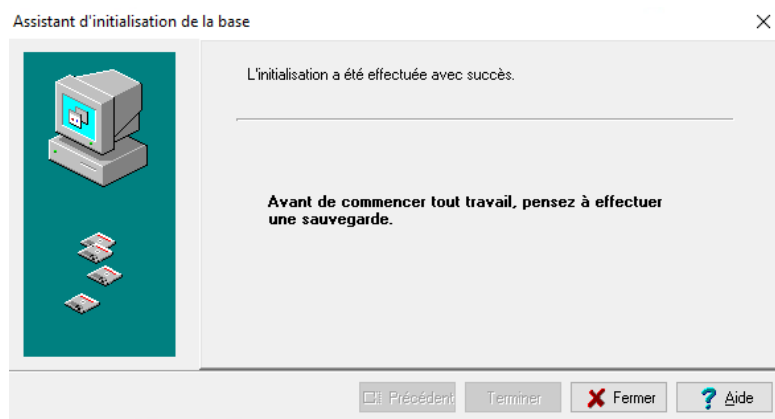 Assistant d'initialisation de la base
L'initialisation a été effectuée avec succès.
Avant de commencer tout travail, pensez à effectuer
une sauvegarde.
Précédent
Terminer
Fermer
Aide